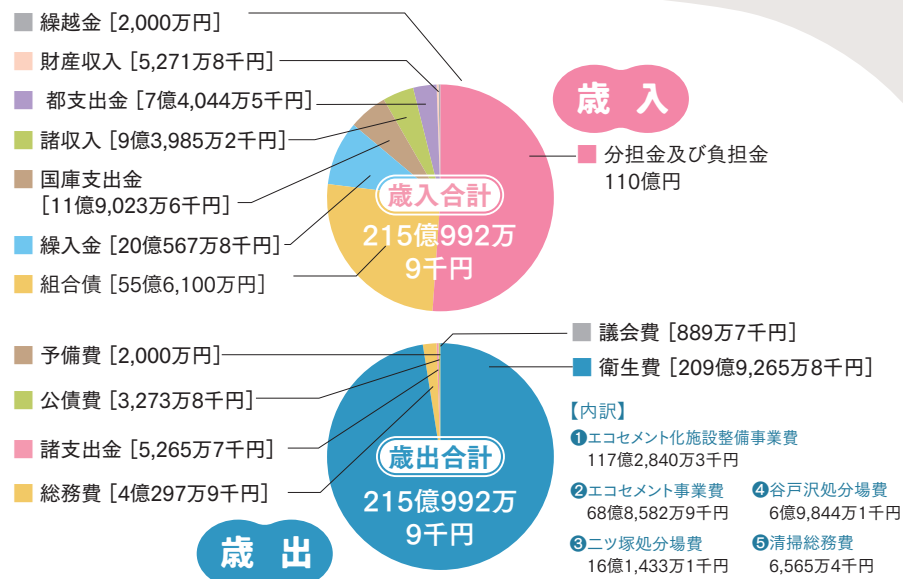 歳入
繰越金［2,000万円］
財産収入［5,271万8千円］
都支出金［7億4,044万5千円］
諸収入［9億3,985万2千円］
国庫支出金
［11億9,023万6千円］
繰入金［20億567万8千円］
組合債［55億6,100万円］
分担金及び負担金
110億円
歳入合計
215億992万
9千円
歳出
予備費［2,000万円］
公債費［3,273万8千円］
諸支出金［5,265万7千円］
総務費［4億297万9千円］
歳出合計
215億992万
9千円
議会費［889万7千円］
衛生費［209億9,265万8千円］
【内訳】
❶エコセメント化施設整備事業費
117億2,840万3千円
❷エコセメント事業費
68億8,582万9千円
❸二ツ塚処分場費
16億1,433万1千円
❹谷戸沢処分場費
6億9,844万1千円
❺清掃総務費
6,565万4千円